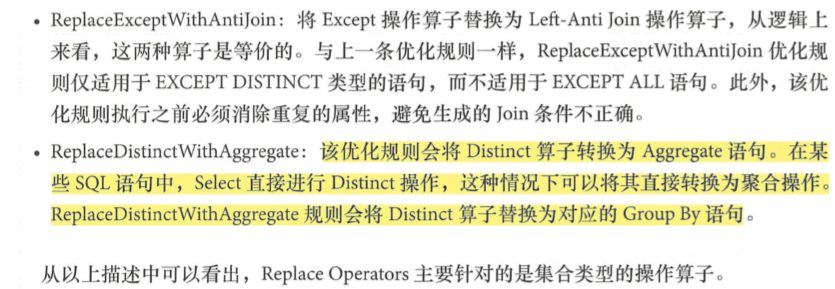 • ReplaceExceptWithAntiJoin：将 Except 操作算子替换为 Left-Anti Join 操作算子，从逻辑上
来看，这两种算子是等价的。与上一条优化规则一样，ReplaceExceptWithAntiJoin 优化规
则仅适用于 EXCEPT DISTINCT 类型的语句，而不适用于 EXCEPT ALL 语句。此外，该优
化规则执行之前必须消除重复的属性，避免生成的 Join 条件不正确。
• ReplaceDistinctWithAggregate：该优化规则会将 Distinct 算子转换为 Aggregate 语句。在某
些 SQL 语句中，Select 直接进行 Distinct 操作，这种情况下可以将其直接转换为聚合操作。
ReplaceDistinctWithAggregate 规则会将 Distinct 算子替换为对应的 Group By 语句。
从以上描述中可以看出，Replace Operators 主要针对的是集合类型的操作算子。